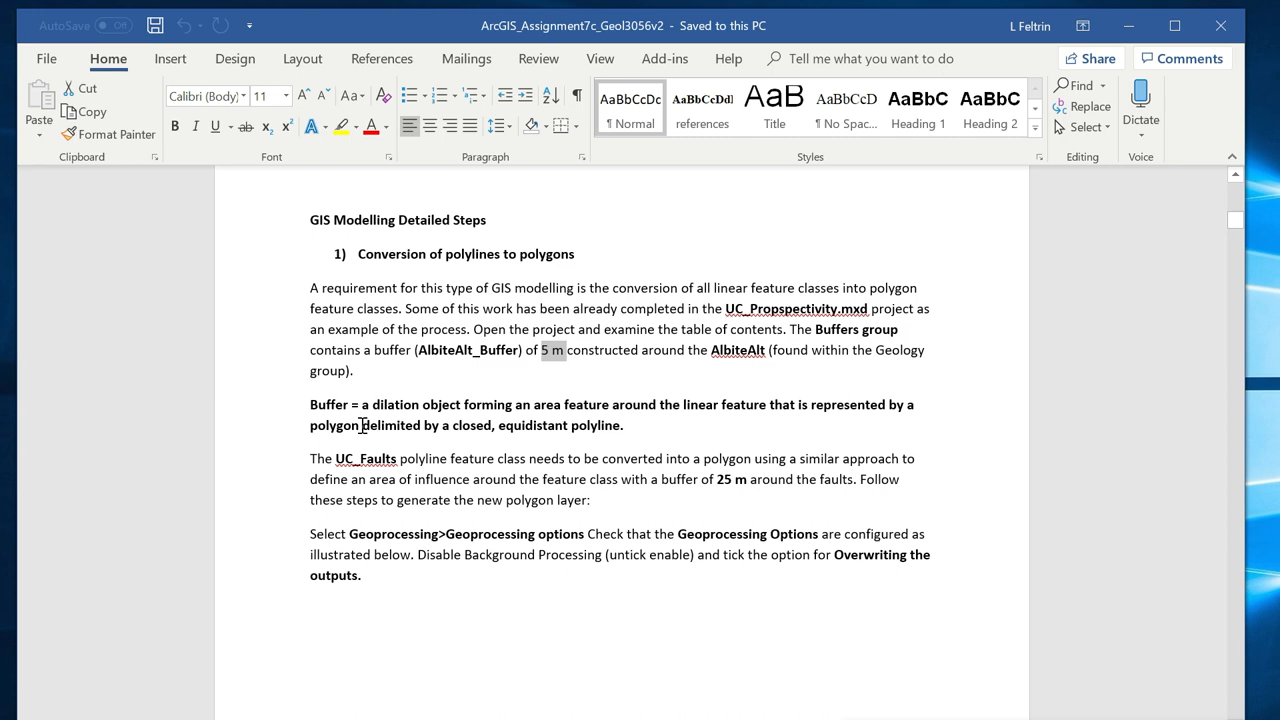 AutoSave Off
ArcGIS_Assignment7c_Geol3056v2 - Saved to this PC
L Feltrin
File Home Insert Design Layout References Mailings Review View Add-ins Help Tell me what you want to do Share Comments
Paste Cut Copy Format Painter
Calibri (Body) 11
AaBbCcDc AaBbCcDdI AaB AaBbCcD AaBbC AaBbCcD
¶ Normal references Title ¶ No Spac... Heading 1 Heading 2
Find Replace Select
Dictate
Clipboard Font Paragraph Styles Editing Voice
GIS Modelling Detailed Steps
1) Conversion of polylines to polygons
A requirement for this type of GIS modelling is the conversion of all linear feature classes into polygon
feature classes. Some of this work has been already completed in the UC_Propspectivity.mxd project as
an example of the process. Open the project and examine the table of contents. The Buffers group
contains a buffer (AlbiteAlt_Buffer) of 5 m constructed around the AlbiteAlt (found within the Geology
group).
Buffer = a dilation object forming an area feature around the linear feature that is represented by a
polygon delimited by a closed, equidistant polyline.
The UC_Faults polyline feature class needs to be converted into a polygon using a similar approach to
define an area of influence around the feature class with a buffer of 25 m around the faults. Follow
these steps to generate the new polygon layer:
Select Geoprocessing>Geoprocessing options Check that the Geoprocessing Options are configured as
illustrated below. Disable Background Processing (untick enable) and tick the option for Overwriting the
outputs.